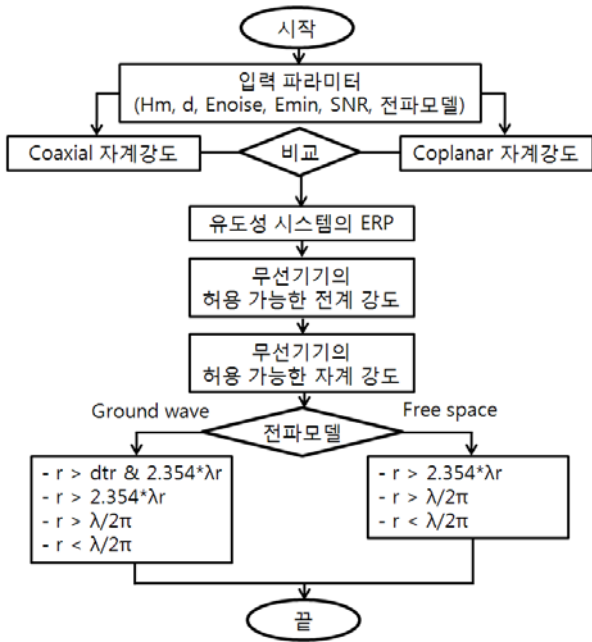 시작
입력 파라미터
(Hm, d, Enoise, Emin, SNR, 전파모델)
Coaxial 자계강도
비교
Coplanar 자계강도
유도성 시스템의 ERP
무선기기의
허용 가능한 전계 강도
무선기기의
허용 가능한 자계 강도
Ground wave
Free space
전파모델
- r > dtr & 2.354*λr
- r > 2.354*λr
- r > λ/2π
- r < λ/2π
- r > 2.354*λr
- r > λ/2π
- r < λ/2π
끝